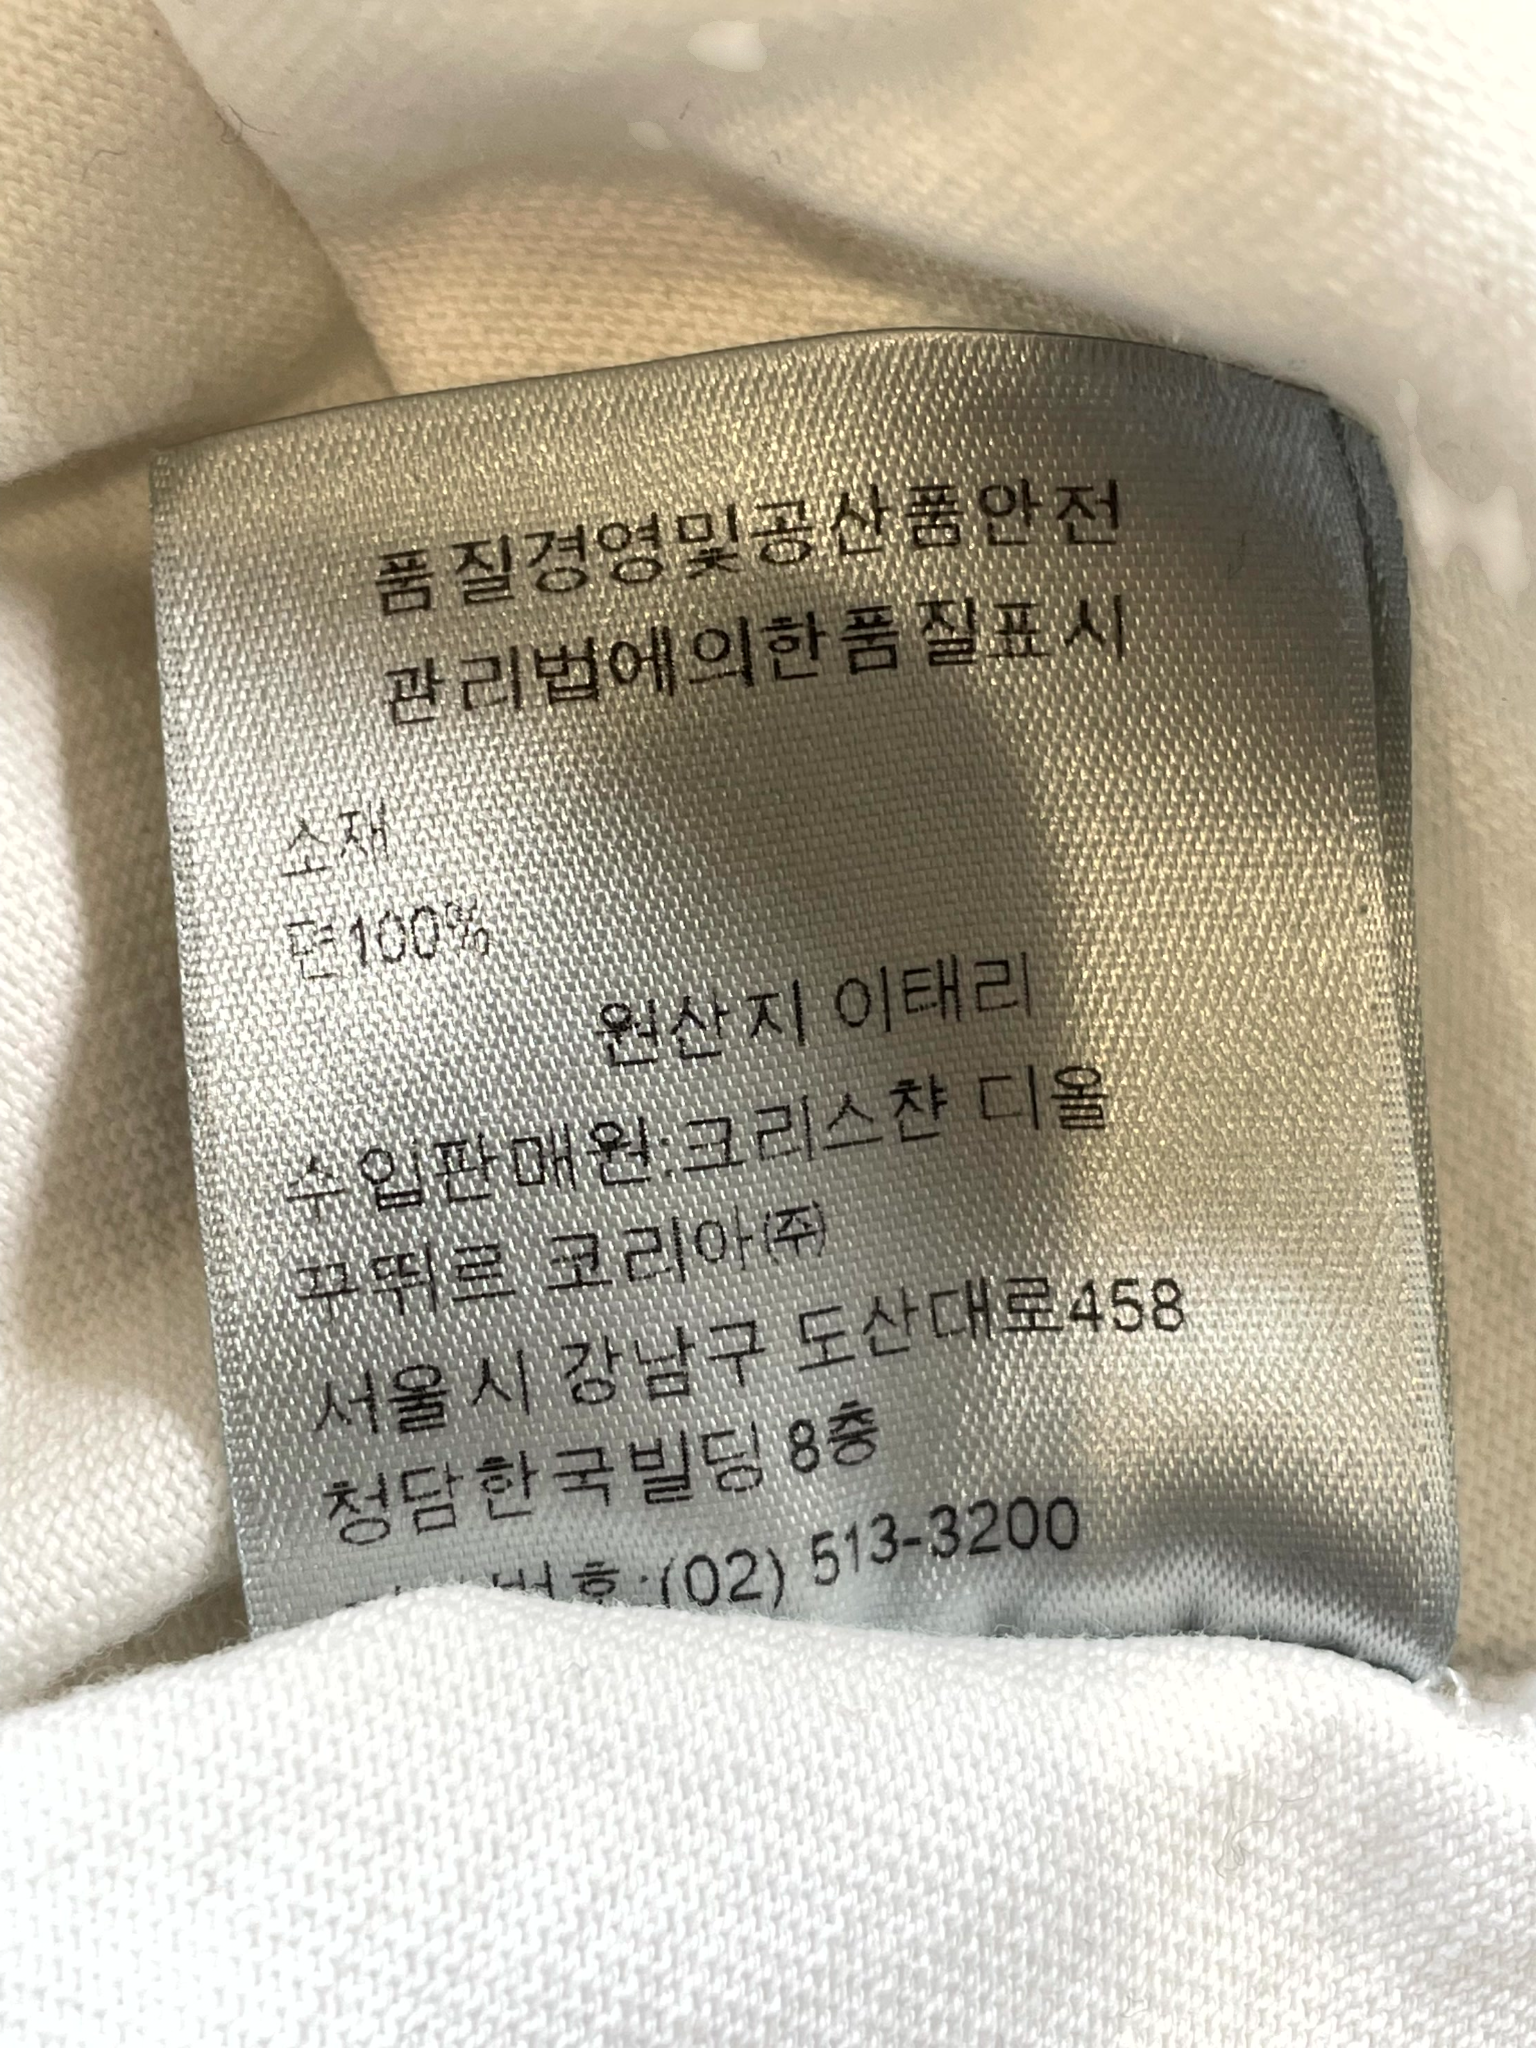 품질경영및공산품안전
관리법에의한품질표시
소재
면100%
원산지 이태리
수입판매원:크리스챤 디올
꾸뛰르 코리아㈜
서울시 강남구 도산대로458
청담한국빌딩 8층
(02) 513-3200